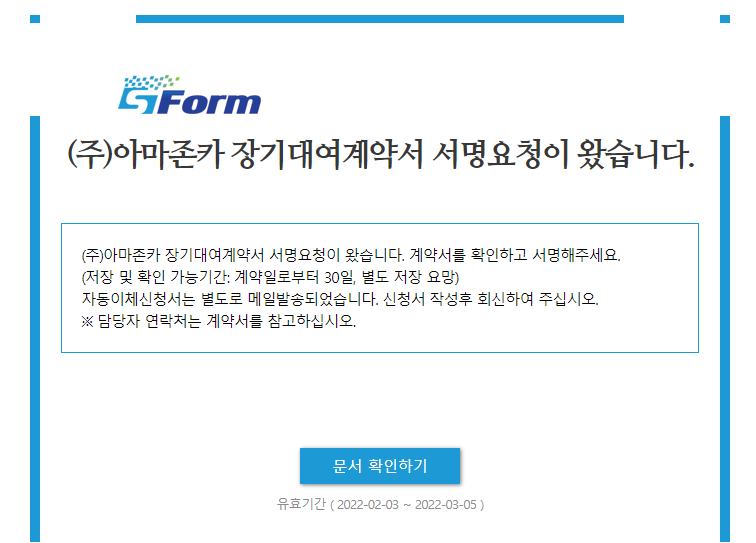 GForm
(주)아마존카 장기대여계약서 서명요청이 왔습니다.
(주)아마존카 장기대여계약서 서명요청이 왔습니다. 계약서를 확인하고 서명해주세요.
(저장 및 확인 가능기간: 계약일로부터 30일, 별도 저장 요망)
자동이체신청서는 별도로 메일발송되었습니다. 신청서 작성후 회신하여 주십시오.
※ 담당자 연락처는 계약서를 참고하십시오.
문서 확인하기
유효기간 ( 2022-02-03 ~ 2022-03-05 )